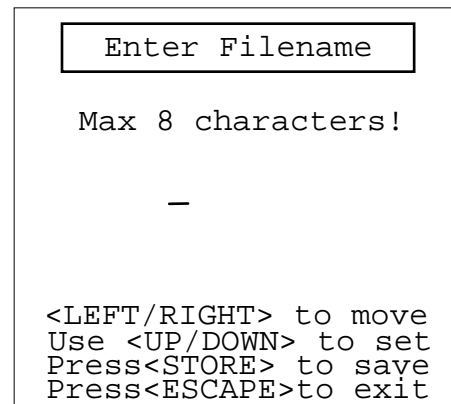 Enter Filename
Max 8 characters!
_
<LEFT/RIGHT> to move
Use <UP/DOWN> to set
Press<STORE> to save
Press<ESCAPE>to exit